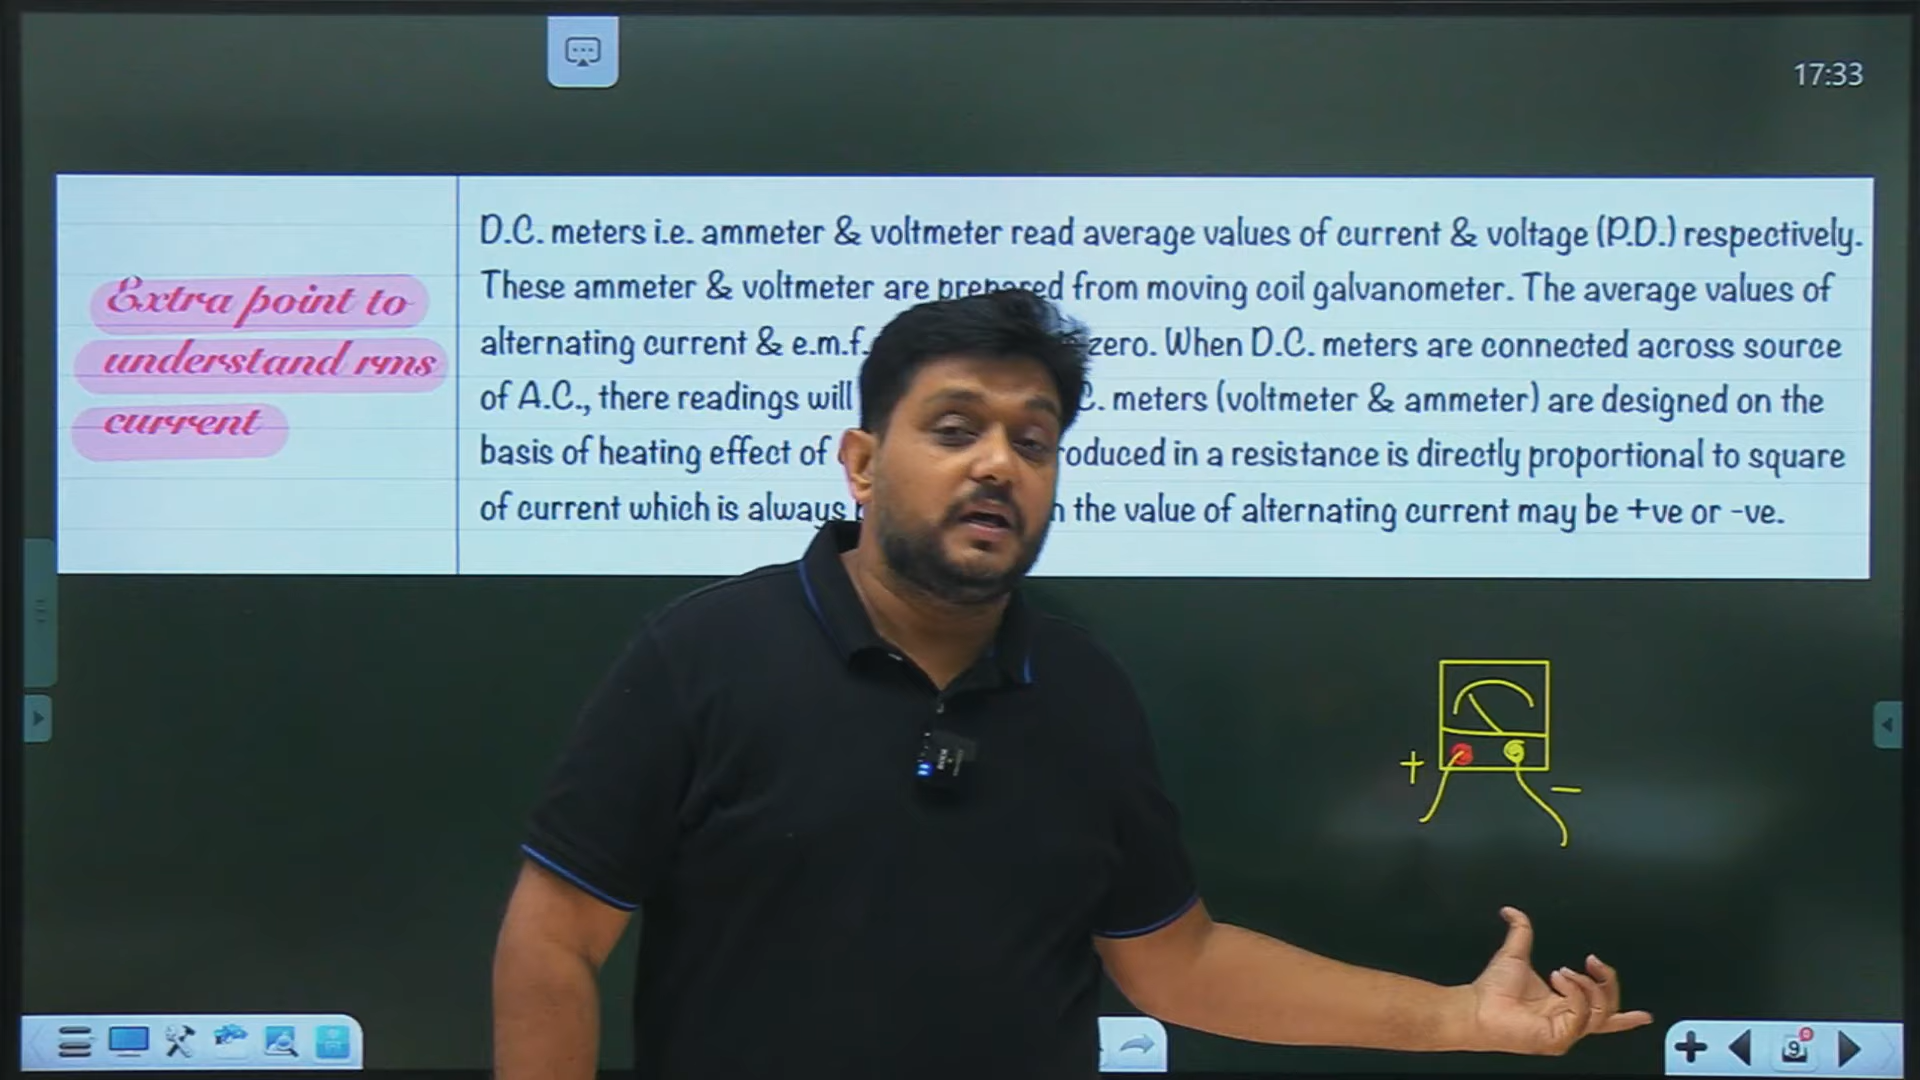 17:33
Extra point to
understand rms
current
D.C. meters i.e. ammeter & voltmeter read average values of current & voltage (P.D.) respectively.
These ammeter & voltmeter are prepared from moving coil galvanometer. The average values of
alternating current & e.m.f. zero. When D.C. meters are connected across source
of A.C., there readings will C. meters (voltmeter & ammeter) are designed on the
basis of heating effect of in a resistance is directly proportional to square
of current which is always the value of alternating current may be +ve or -ve.
+
-
9